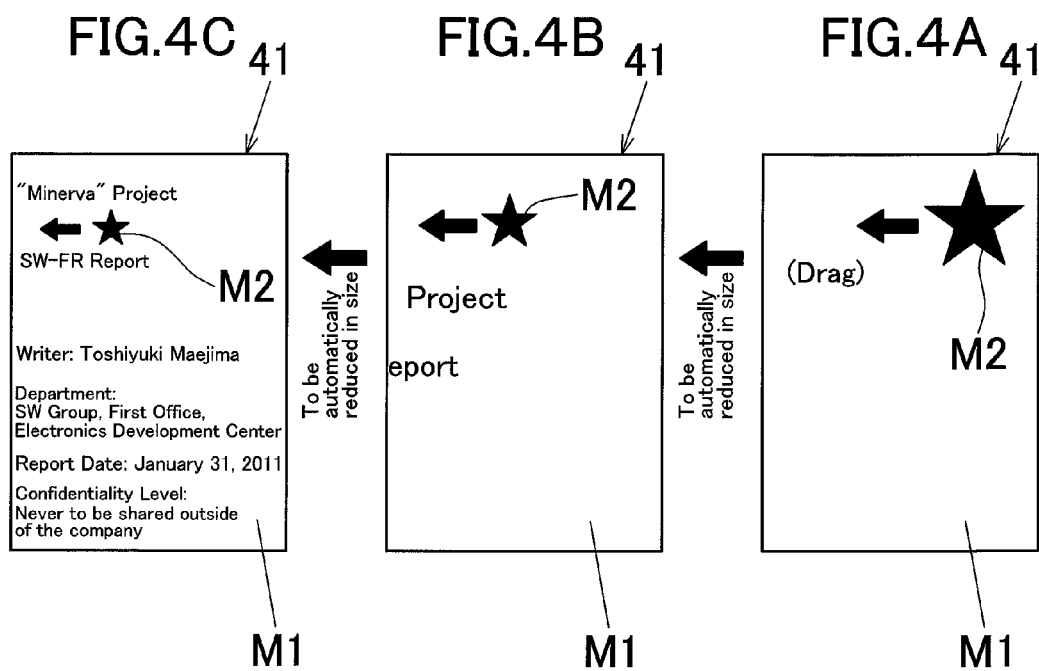 FIG.4C
41
"Minerva" Project
SW-FR Report
M2
Writer: Toshiyuki Maejima
Department:
SW Group, First Office,
Electronics Development Center
Report Date: January 31, 2011
Confidentiality Level:
Never to be shared outside
of the company
M1
To be
automatically
reduced in size
FIG.4B
41
M2
Project
eport
M1
To be
automatically
reduced in size
FIG.4A
41
(Drag)
M2
M1